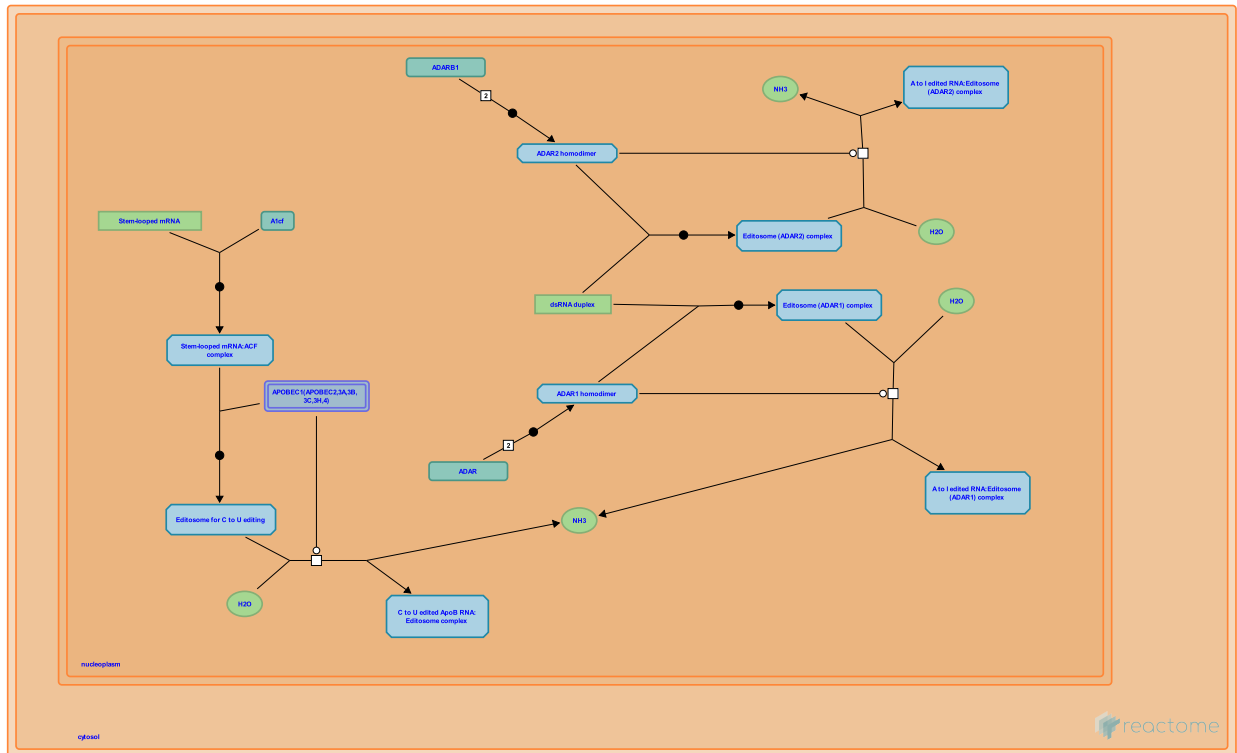 ADARB1
2
NH3
A to I edited RNA:Editosome
(ADAR2) complex
ADAR2 homodimer
Stem-looped mRNA
A1cf
Editosome (ADAR2) complex
H2O
dsRNA duplex
Editosome (ADAR1) complex
H2O
Stem-looped mRNA:ACF
complex
APOBEC1(APOBEC2,3A,3B,
3C,3H,4)
ADAR1 homodimer
2
ADAR
A to I edited RNA:Editosome
(ADAR1) complex
Editosome for C to U editing
NH3
H2O
C to U edited ApoB RNA:
Editosome complex
nucleoplasm
cytosol
reactome